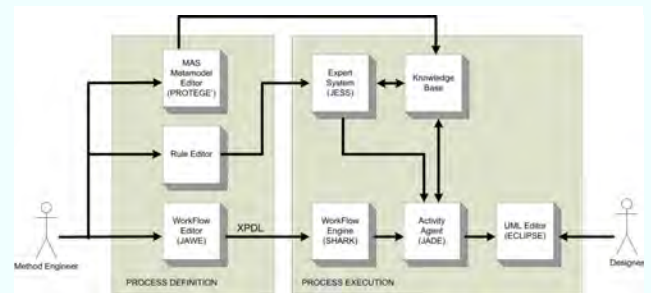 MAS
Metamodel
Editor
(PROTEGE')
Expert
System
(JESS)
Knowledge
Base
Rule Editor
WorkFlow
Editor
(JAWE)
XPDL
WorkFlow
Engine
(SHARK)
Activity
Agent
(JADE)
UML Editor
(ECLIPSE)
Method Engineer
Designer
PROCESS DEFINITION
PROCESS EXECUTION